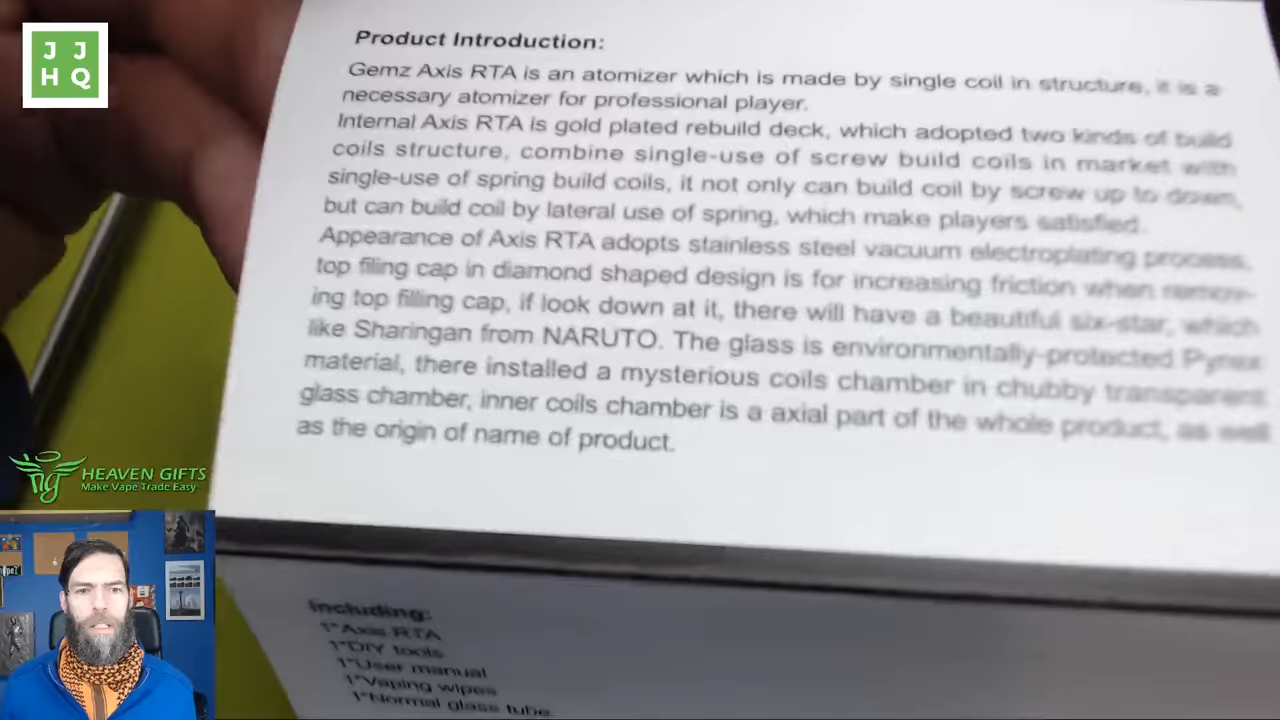 JJ
HQ
Product Introduction:
Gemz Axis RTA is an atomizer which is made by single coil in structure, it is a
necessary atomizer for professional player.
Internal Axis RTA is gold plated rebuild deck, which adopted two kinds of build
coils structure, combine single-use of screw build coils in market with
single-use of spring build coils, it not only can build coil by screw up to down,
but can build coil by lateral use of spring, which make players satisfied.
Appearance of Axis RTA adopts stainless steel vacuum electroplating process,
top filing cap in diamond shaped design is for increasing friction when remov-
ing top filling cap, if look down at it, there will have a beautiful six-star, which
like Sharingan from NARUTO. The glass is environmentally-protected Pyrex
material, there installed a mysterious coils chamber in chubby transparent
glass chamber, inner coils chamber is a axial part of the whole product, as well
as the origin of name of product.
HEAVEN GIFTS
Make Vape Trade Easy
Including:
1*Axis RTA
1*DIY tools
1*User manual
1*Vaping wipes
1*Normal glass tube